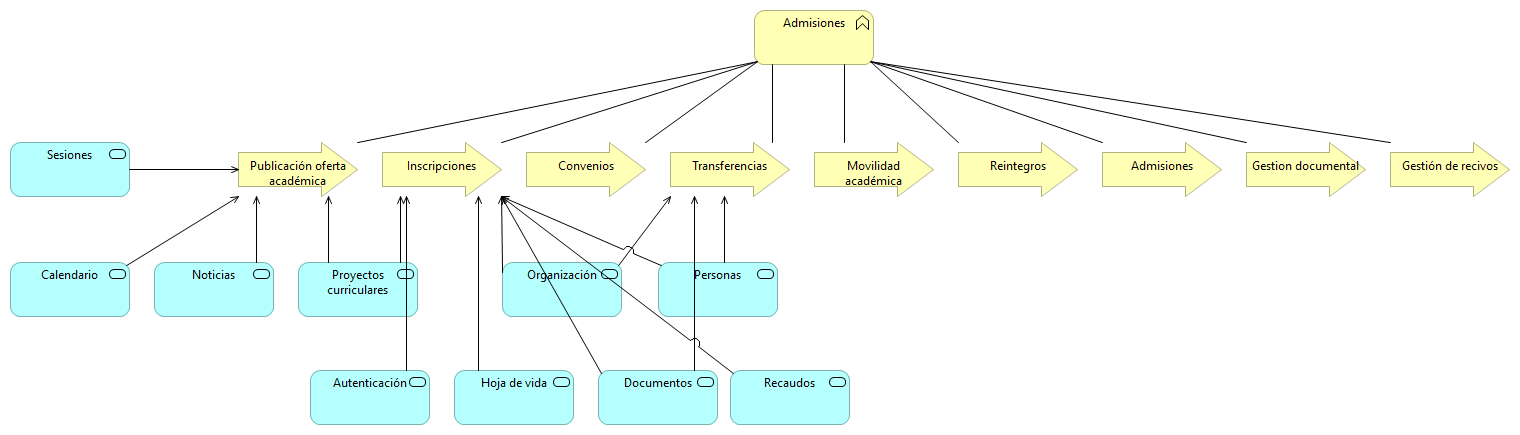 Admisiones
Sesiones
Publicación oferta
académica
Inscripciones
Convenios
Transferencias
Movilidad
académica
Reintegros
Admisiones
Gestion documental
Gestión de recivos
Calendario
Noticias
Proyectos
curriculares
Organización
Personas
Autenticación
Hoja de vida
Documentos
Recaudos